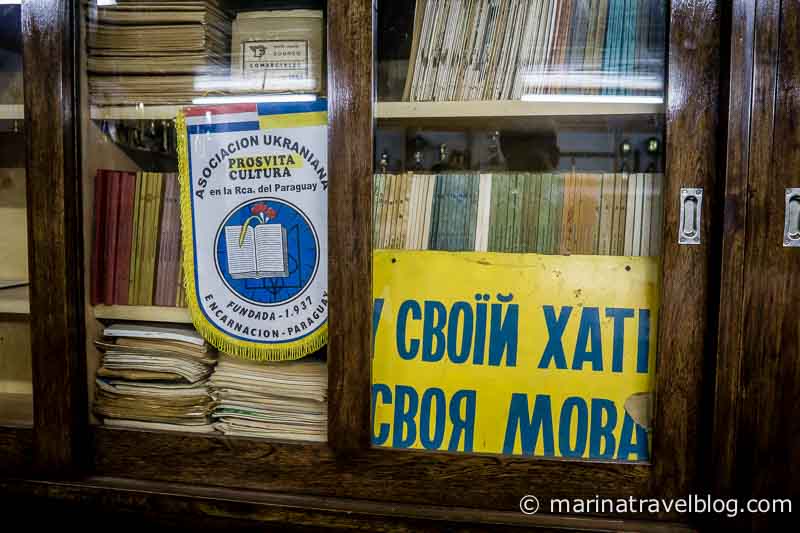 ASOCIACION UKRANIANA
PROSVITA
CULTURA
en la Rca. del Paraguay
FUNDADA - 1.937
ENCARNACION - PARAGUAY
У СВОЇЙ ХАТІ
СВОЯ МОВА
© marinatravelblog.com